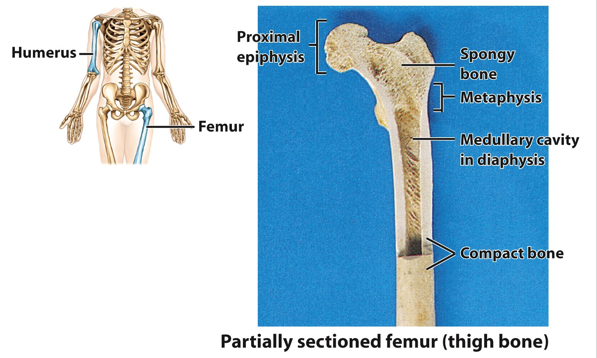 Humerus
Femur
Proximal
epiphysis
Spongy
bone
Metaphysis
Medullary cavity
in diaphysis
Compact bone
Partially sectioned femur (thigh bone)